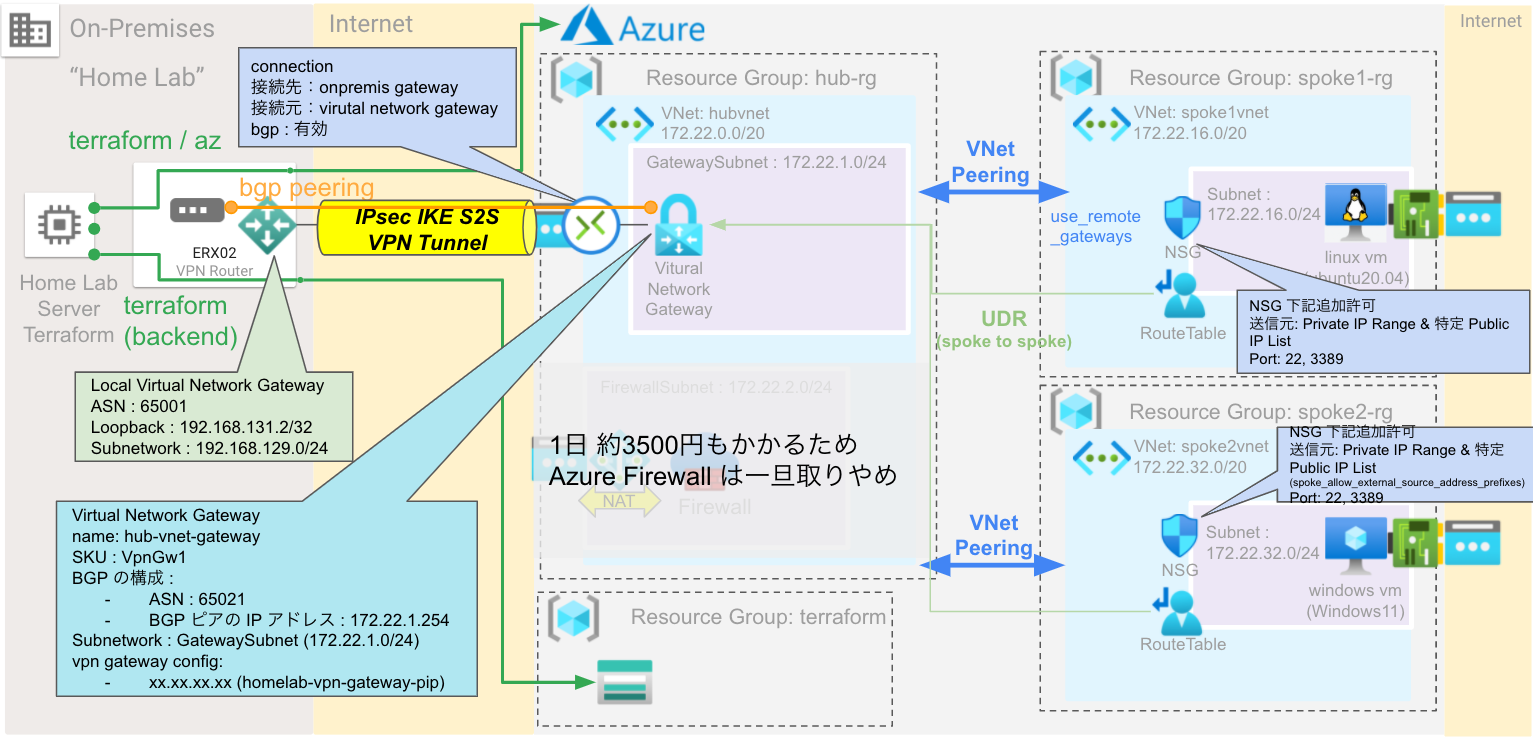 On-Premises
“Home Lab”
Internet
Azure
Internet
connection
接続先：onpremis gateway
接続元：virutal network gateway
bgp : 有効
terraform / az
bgp peering
IPsec IKE S2S
VPN Tunnel
ERX02
VPN Router
Home Lab
Server
Terraform
terraform
(backend)
Local Virtual Network Gateway
ASN : 65001
Loopback : 192.168.131.2/32
Subnetwork : 192.168.129.0/24
Virtual Network Gateway
name: hub-vnet-gateway
SKU : VpnGw1
BGP の構成 :
- ASN : 65021
- BGP ピアの IP アドレス : 172.22.1.254
Subnetwork : GatewaySubnet (172.22.1.0/24)
vpn gateway config:
- xx.xx.xx.xx (homelab-vpn-gateway-pip)
Resource Group: hub-rg
VNet: hubvnet
172.22.0.0/20
GatewaySubnet : 172.22.1.0/24
Vitural
Network
Gateway
FirewallSubnet : 172.22.2.0/24
1日 約3500円もかかるため
Azure Firewall は一旦取りやめ
NAT
Firewall
Resource Group: terraform
VNet
Peering
use_remote
_gateways
UDR
(spoke to spoke)
VNet
Peering
Resource Group: spoke1-rg
VNet: spoke1vnet
172.22.16.0/20
Subnet :
172.22.16.0/24
NSG
linux vm
(ubuntu20.04)
RouteTable
NSG 下記追加許可
送信元: Private IP Range & 特定 Public
IP List
Port: 22, 3389
Resource Group: spoke2-rg
VNet: spoke2vnet
172.22.32.0/20
NSG 下記追加許可
送信元: Private IP Range & 特定
Public IP List
(spoke_allow_external_source_address_prefixes)
Port: 22, 3389
Subnet :
172.22.32.0/24
NSG
windows vm
(Windows11)
RouteTable